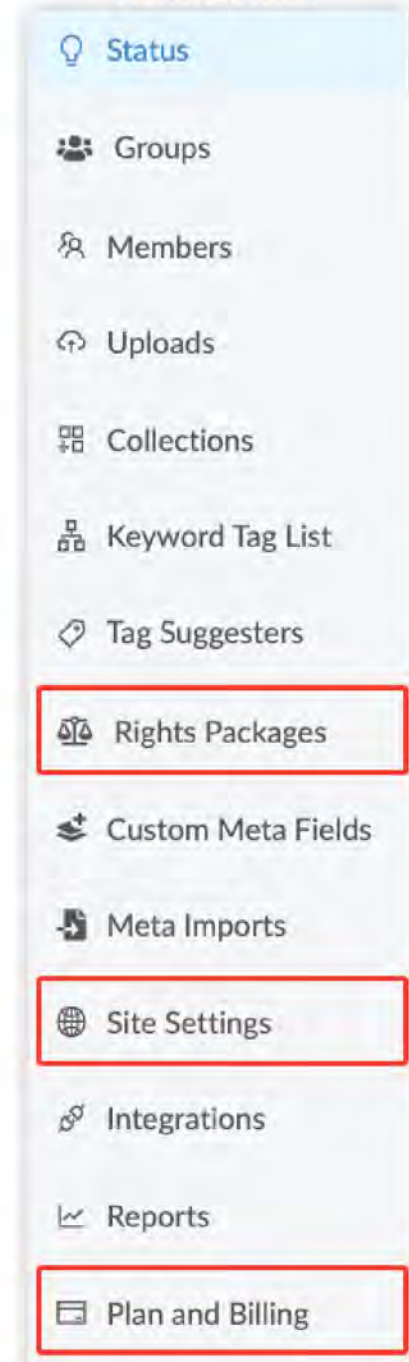 Status
Groups
Members
Uploads
Collections
Keyword Tag List
Tag Suggesters
Rights Packages
Custom Meta Fields
Meta Imports
Site Settings
Integrations
Reports
Plan and Billing